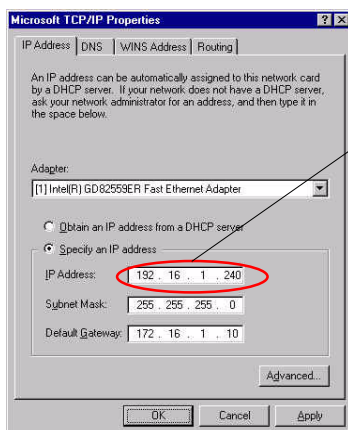 Microsoft TCP/IP Properties
IP Address DNS WINS Address Routing
An IP address can be automatically assigned to this network card
by a DHCP server. If your network does not have a DHCP server,
ask your network administrator for an address, and then type it in
the space below.
Adapter:
[1] Intel(R) GD82559ER Fast Ethernet Adapter
Obtain an IP address from a DHCP server
Specify an IP address
IP Address: 192 . 16 . 1 . 240
Subnet Mask: 255 . 255 . 255 . 0
Default Gateway: 172 . 16 . 1 . 10
Advanced...
OK Cancel Apply